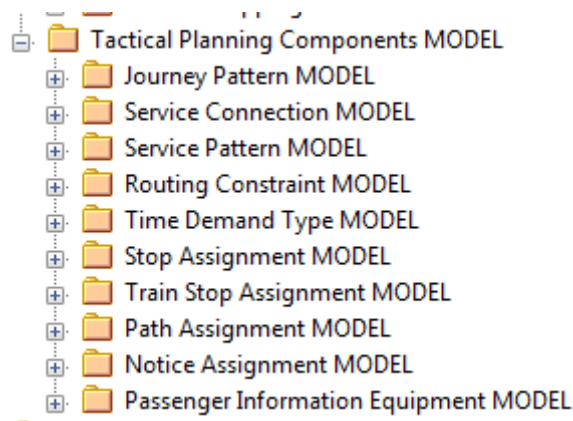 Tactical Planning Components MODEL
Journey Pattern MODEL
Service Connection MODEL
Service Pattern MODEL
Routing Constraint MODEL
Time Demand Type MODEL
Stop Assignment MODEL
Train Stop Assignment MODEL
Path Assignment MODEL
Notice Assignment MODEL
Passenger Information Equipment MODEL